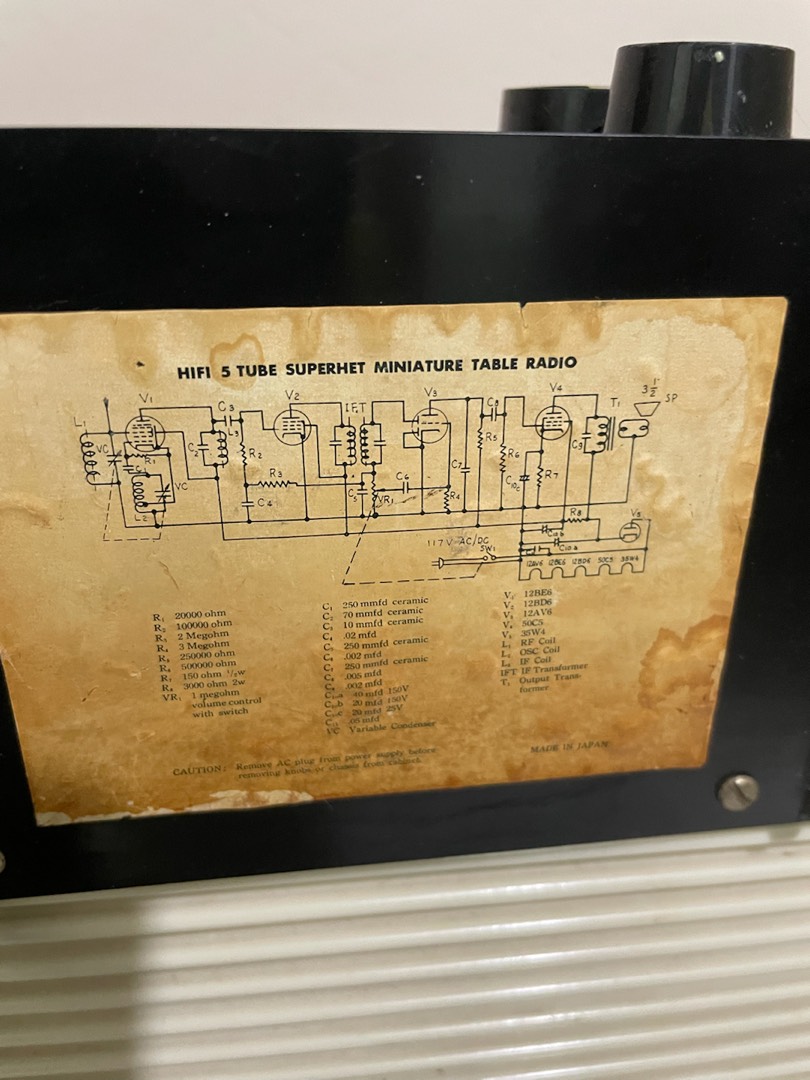 HIFI 5 TUBE SUPERHET MINIATURE TABLE RADIO
V1 V2 I.F.T V3 V4 T1 3 1/2 SP
L1 VC R1 C2 C3 L3 R2 R3 C4 C5 VR1 C6 R4 C7 C8 R5 R6 C10c R7 C9
L2 VC R8 V5
C10b
C10a
117V AC/DC SW1
12AV6 12BE6 12BD6 50C5 35W4
R1 20000 ohm
R2 100000 ohm
R3 2 Megohm
R4 3 Megohm
R5 250000 ohm
R6 500000 ohm
R7 150 ohm 1/2w
R8 3000 ohm 2w
VR1 1 megohm
volume control
with switch
C1 250 mmfd ceramic
C2 70 mmfd ceramic
C3 10 mmfd ceramic
C4 .02 mfd
C5 250 mmfd ceramic
C6 .002 mfd
C7 250 mmfd ceramic
C8 .005 mfd
C9 .002 mfd
40 mfd 150V
20 mfd 150V
20 mfd 25V
.05 mfd
VC Variable Condenser
V1 12BE6
V2 12BD6
V3 12AV6
V4 50C5
V5 35W4
L1 RF Coil
L2 OSC Coil
L3 IF Coil
IFT IF Transformer
T1 Output Trans-
former
CAUTION: Remove AC plug from power supply before
removing knobs or chassis from cabinet.
MADE IN JAPAN